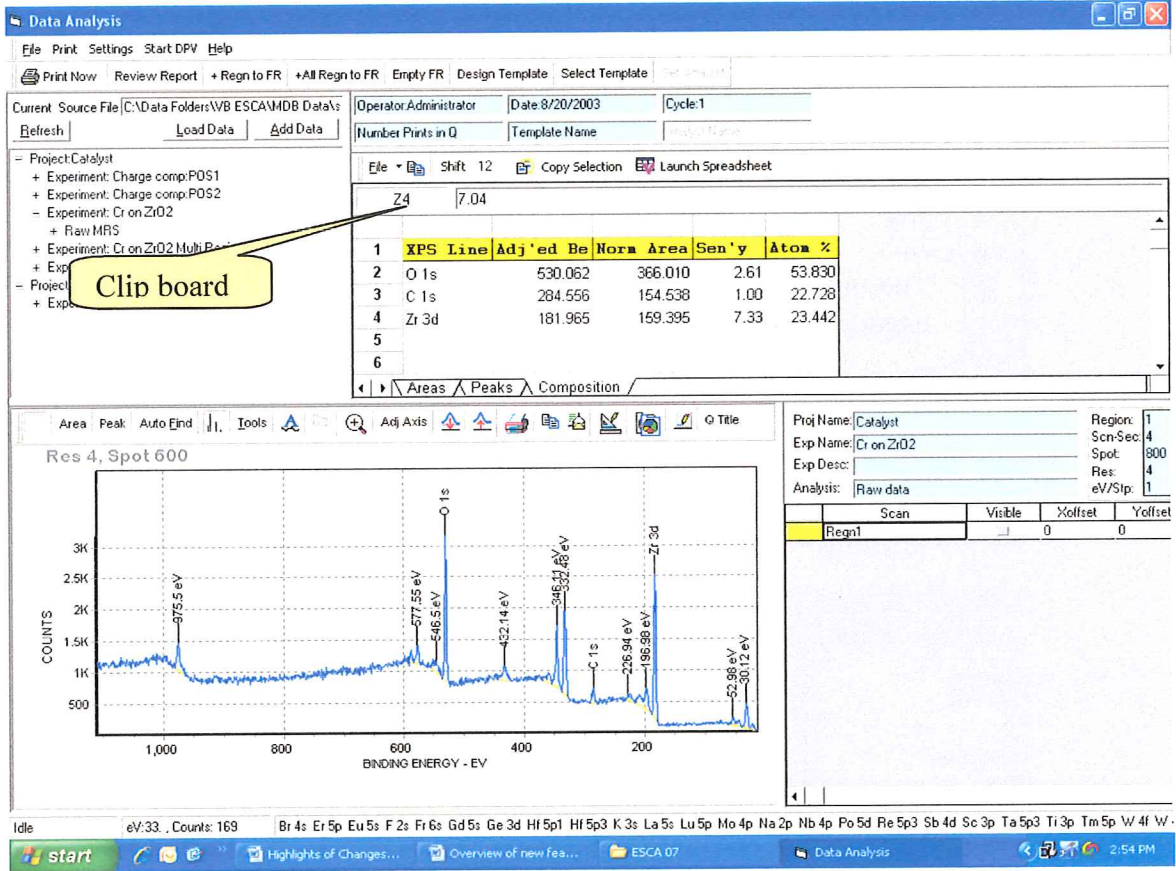 Data Analysis
File Print Settings Start DPV Help
Print Now Review Report + Regn to FR +All Regn to FR Empty FR Design Template Select Template
Current Source File C:\Data Folders\VB ESCA\MDB Data\s
Operator:Administrator Date:8/20/2003 Cycle:1
Refresh Load Data Add Data
Number Prints in Q Template Name
- Project:Catalyst
+ Experiment: Charge comp:POS1
+ Experiment: Charge comp:POS2
- Experiment: Cr on ZrO2
+ Raw MRS
+ Experiment: Cr on ZrO2 Multi
+ Exp
- Project
+ Expe
Clip board
File Shift 12 Copy Selection Launch Spreadsheet
Z4 7.04
1 XPS Line Adj'ed Be Norm Area Sen'y Atom %
2 O 1s 530.062 366.010 2.61 53.830
3 C 1s 284.556 154.538 1.00 22.728
4 Zr 3d 181.965 159.395 7.33 23.442
5
6
Areas Peaks Composition
Area Peak Auto Find Tools Adj Axis Q Title
Res 4, Spot 600
COUNTS
3K
2.5K
2K
1.5K
1K
500
975.5 eV
577.55 eV
546.5 eV
O 1s
432.14 eV
346.11 eV
332.48 eV
C 1s
226.94 eV
196.98 eV
Zr 3d
52.98 eV
30.12 eV
1,000 800 600 400 200
BINDING ENERGY - EV
Proj Name: Catalyst Region: 1
Exp Name: Cr on ZrO2 Scn-Sec: 4
Exp Desc: Spot: 800
Res: 4
Analysis: Raw data eV/Stp: 1
Scan Visible Xoffset Yoffset
Regn1 0 0
Idle eV:33. , Counts: 169 Br 4s Er 5p Eu 5s F 2s Fr 6s Gd 5s Ge 3d Hf 5p1 Hf 5p3 K 3s La 5s Lu 5p Mo 4p Na 2p Nb 4p Po 5d Re 5p3 Sb 4d Sc 3p Ta 5p3 Ti 3p Tm 5p W 4f W
start Highlights of Changes... Overview of new fea... ESCA 07 Data Analysis 2:54 PM